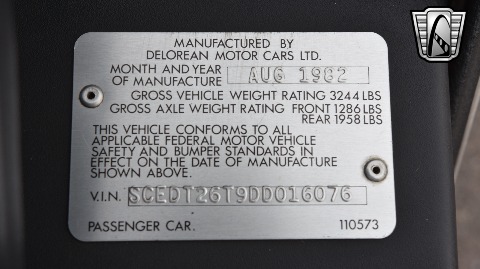 MANUFACTURED BY
DELOREAN MOTOR CARS LTD.
MONTH AND YEAR
OF MANUFACTURE AUG 1982
GROSS VEHICLE WEIGHT RATING 3244 LBS
GROSS AXLE WEIGHT RATING FRONT 1286 LBS
REAR 1958 LBS
THIS VEHICLE CONFORMS TO ALL
APPLICABLE FEDERAL MOTOR VEHICLE
SAFETY AND BUMPER STANDARDS IN
EFFECT ON THE DATE OF MANUFACTURE
SHOWN ABOVE.
V.I.N. SCEDT26T9DD016076
PASSENGER CAR. 110573